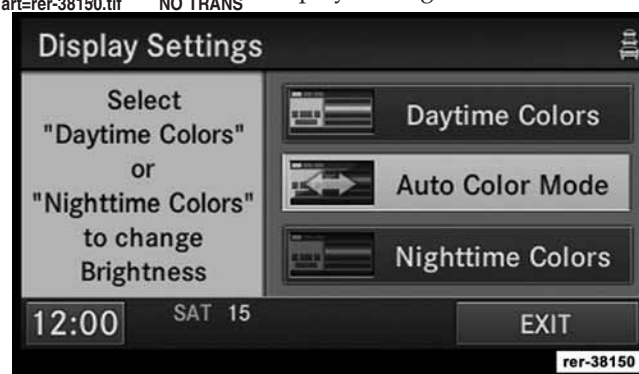 art=rer-38150.tif NO TRANS
Display Settings
Select
"Daytime Colors"
or
"Nighttime Colors"
to change
Brightness
Daytime Colors
Auto Color Mode
Nighttime Colors
12:00
SAT 15
EXIT
rer-38150